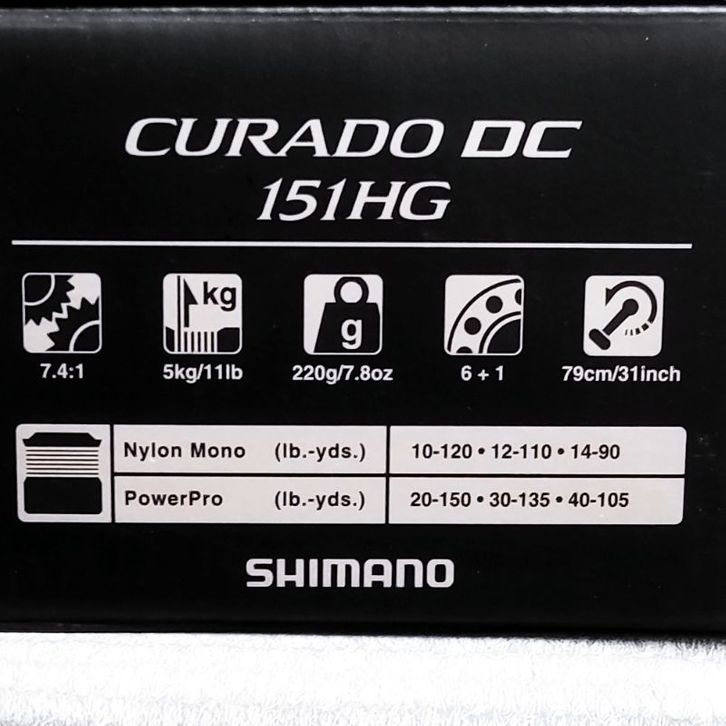 CURADO DC
151HG
kg
g
7.4:1 5kg/11lb 220g/7.8oz 6 + 1 79cm/31inch
Nylon Mono (lb.-yds.) 10-120 • 12-110 • 14-90
PowerPro (lb.-yds.) 20-150 • 30-135 • 40-105
SHIMANO